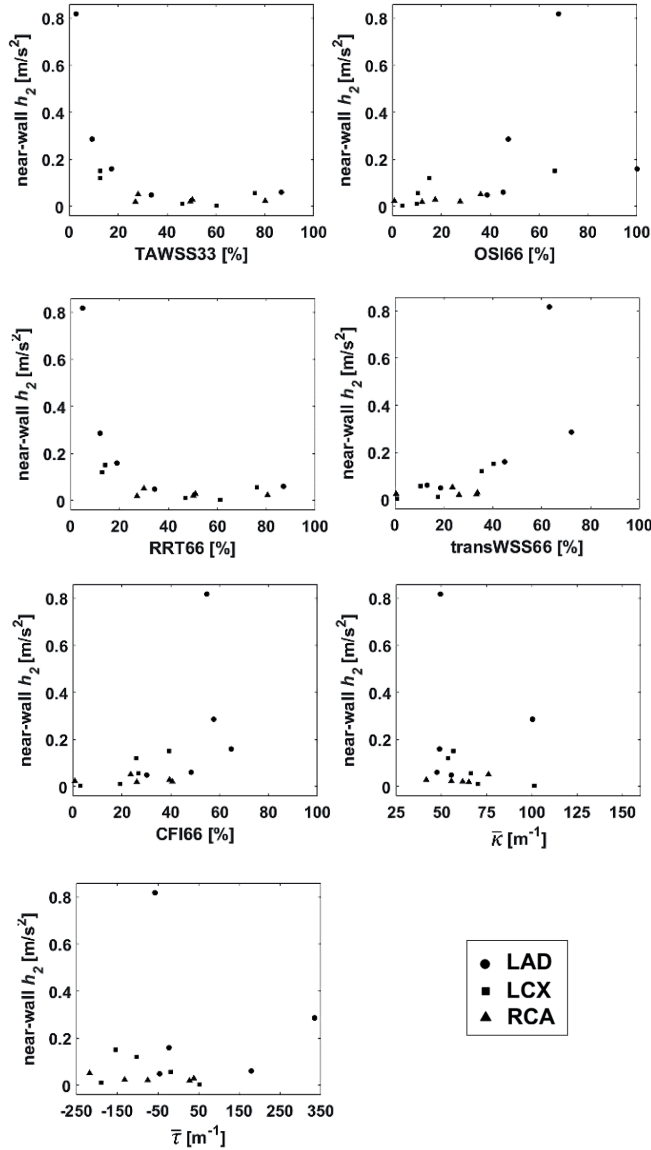 0.8
0.6
0.4
0.2
0
near-wall h₂ [m/s²]
0 20 40 60 80 100
TAWSS33 [%]
0.8
0.6
0.4
0.2
0
near-wall h₂ [m/s²]
0 20 40 60 80 100
OSI66 [%]
0.8
0.6
0.4
0.2
0
near-wall h₂ [m/s²]
0 20 40 60 80 100
RRT66 [%]
0.8
0.6
0.4
0.2
0
near-wall h₂ [m/s²]
0 20 40 60 80 100
transWSS66 [%]
0.8
0.6
0.4
0.2
0
near-wall h₂ [m/s²]
0 20 40 60 80 100
CFI66 [%]
0.8
0.6
0.4
0.2
0
near-wall h₂ [m/s²]
25 50 75 100 125 150
κ̅ [m⁻¹]
0.8
0.6
0.4
0.2
0
near-wall h₂ [m/s²]
-250 -150 -50 50 150 250 350
τ̅ [m⁻¹]
LAD
LCX
RCA